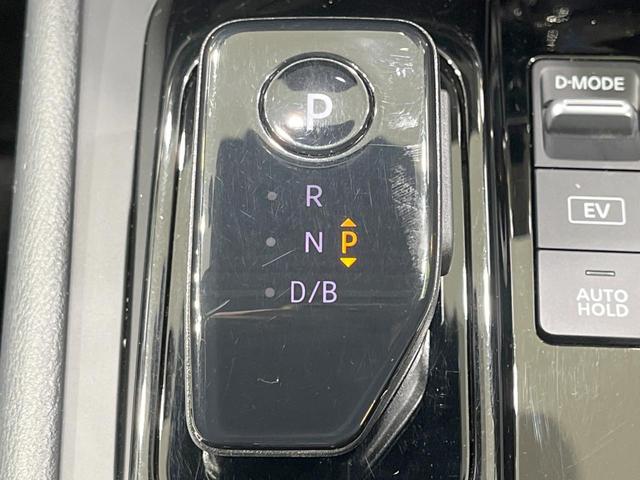 P
R
N P
D/B
D-MODE
EV
AUTO
HOLD